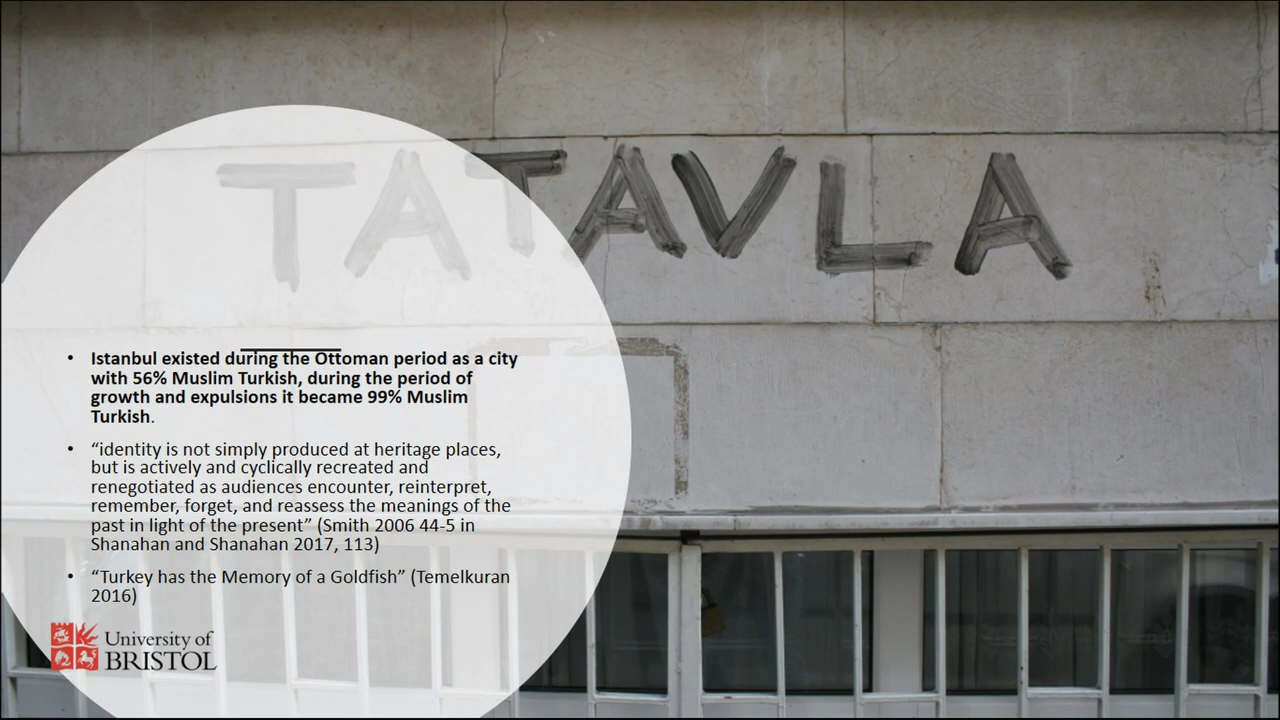 TATAVLA
• Istanbul existed during the Ottoman period as a city
with 56% Muslim Turkish, during the period of
growth and expulsions it became 99% Muslim
Turkish.
• “identity is not simply produced at heritage places,
but is actively and cyclically recreated and
renegotiated as audiences encounter, reinterpret,
remember, forget, and reassess the meanings of the
past in light of the present” (Smith 2006 44-5 in
Shanahan and Shanahan 2017, 113)
• “Turkey has the Memory of a Goldfish” (Temelkuran
2016)
University of
BRISTOL